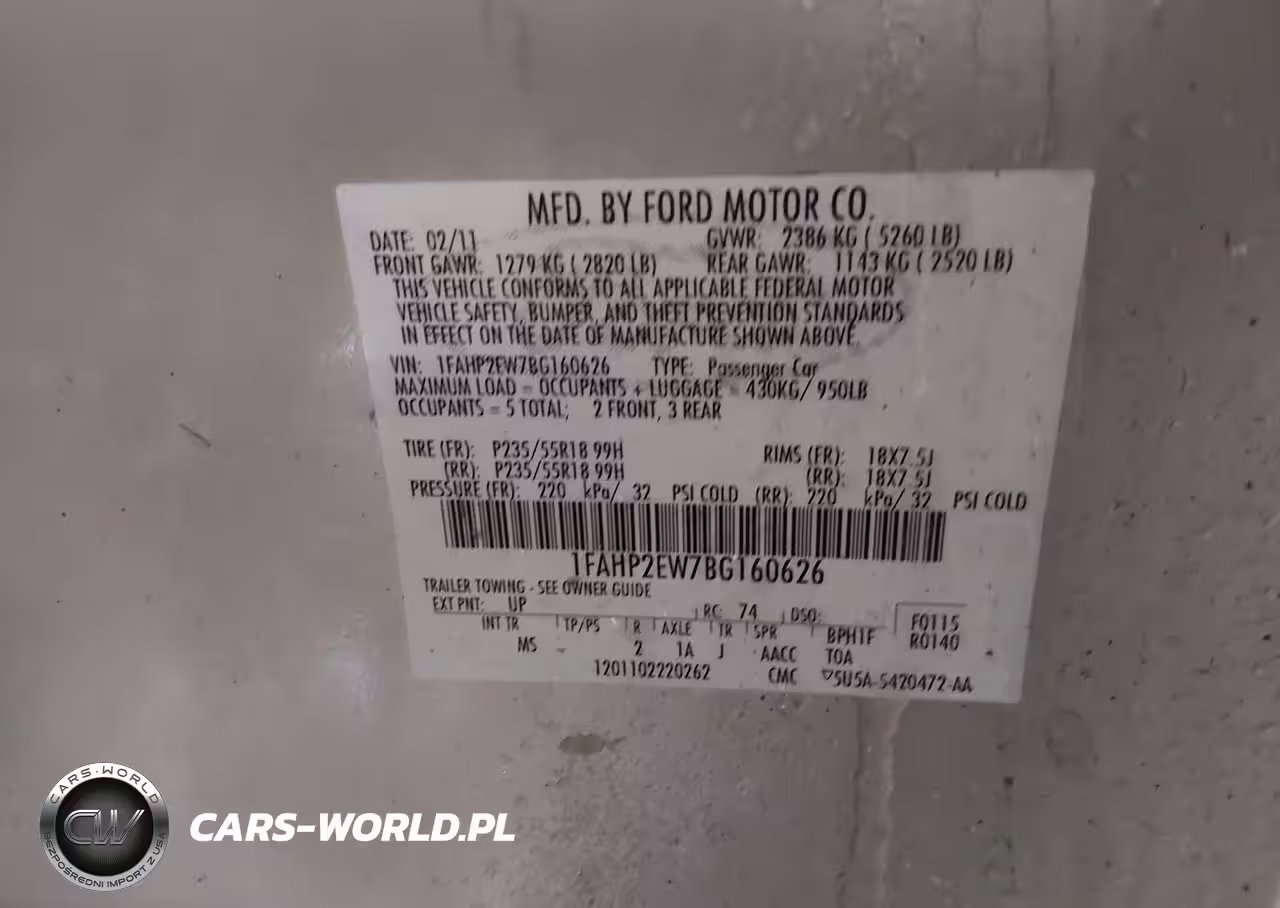 MFD. BY FORD MOTOR CO.
DATE: 02/11 GVWR: 2386 KG ( 5260 LB)
FRONT GAWR: 1279 KG ( 2820 LB) REAR GAWR: 1143 KG ( 2520 LB)
THIS VEHICLE CONFORMS TO ALL APPLICABLE FEDERAL MOTOR
VEHICLE SAFETY, BUMPER, AND THEFT PREVENTION STANDARDS
IN EFFECT ON THE DATE OF MANUFACTURE SHOWN ABOVE.
VIN: 1FAHP2EW7BG160626 TYPE: Passenger Car
MAXIMUM LOAD = OCCUPANTS + LUGGAGE = 430KG/ 950LB
OCCUPANTS = 5 TOTAL; 2 FRONT, 3 REAR
TIRE (FR): P235/55R18 99H RIMS (FR): 18X7.5J
(RR): P235/55R18 99H (RR): 18X7.5J
PRESSURE (FR): 220 kPa/ 32 PSI COLD (RR): 220 kPa/ 32 PSI COLD
1FAHP2EW7BG160626
TRAILER TOWING - SEE OWNER GUIDE
EXT PNT: UP RC: 74 DSO: F0115
INT TR TP/PS R AXLE TR SPR BPH1F R0140
MS - 2 1A J AACC TOA
1201102220262 CMC ▽5U5A-5420472-AA
CARS-WORLD
CW
BEZPOŚREDNI IMPORT Z USA
CARS-WORLD.PL